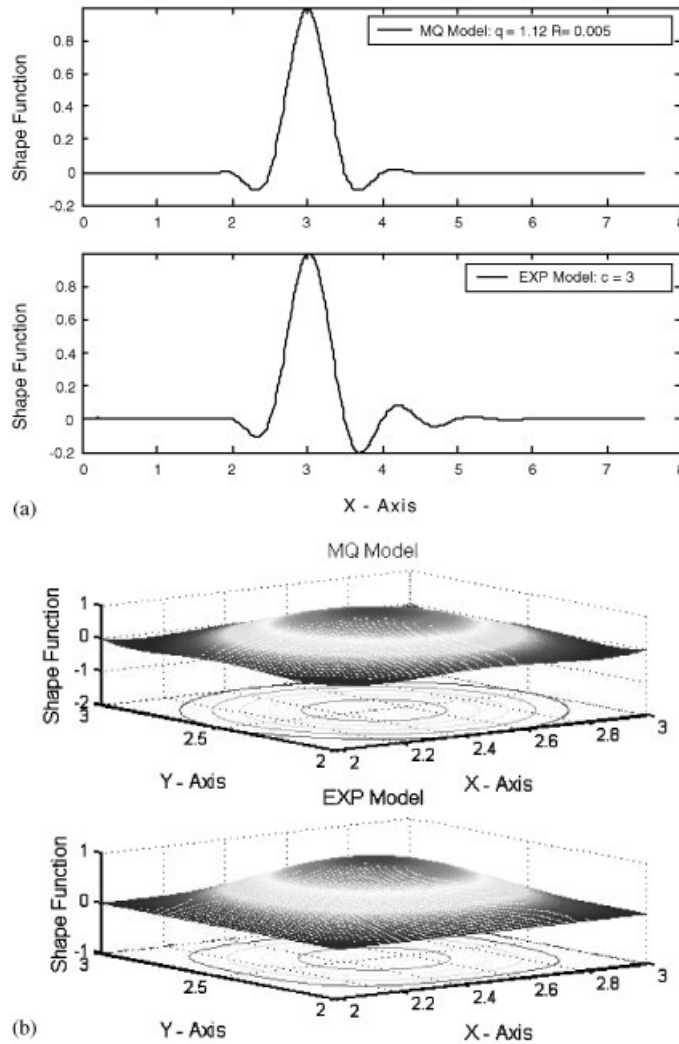 MQ Model: q = 1.12 R= 0.005
Shape Function
0.8
0.6
0.4
0.2
0
-0.2
0 1 2 3 4 5 6 7 8
EXP Model: c = 3
Shape Function
0.8
0.6
0.4
0.2
0
-0.2
0 1 2 3 4 5 6 7 8
(a)
X - Axis
MQ Model
Shape Function
1
0
-1
-2
3
2.5
2
2
2.2
2.4
2.6
2.8
3
Y - Axis
X - Axis
EXP Model
Shape Function
1
0
-1
3
2.5
2
2
2.2
2.4
2.6
2.8
3
(b)
Y - Axis
X - Axis